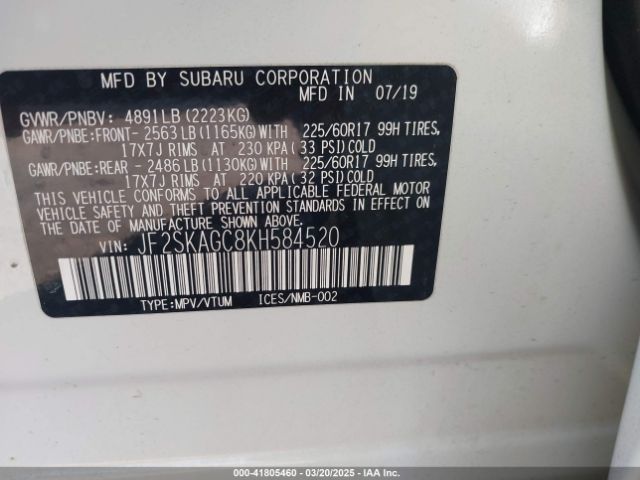 MFD BY SUBARU CORPORATION
MFD IN 07/19
GVWR/PNBV: 4891LB (2223KG)
GAWR/PNBE:FRONT- 2563LB(1165KG)WITH 225/60R17 99H TIRES,
17X7J RIMS AT 230 KPA(33 PSI)COLD
GAWR/PNBE:REAR - 2486LB(1130KG)WITH 225/60R17 99H TIRES,
17X7J RIMS AT 220 KPA(32 PSI)COLD
THIS VEHICLE CONFORMS TO ALL APPLICABLE FEDERAL MOTOR
VEHICLE SAFETY AND THEFT PREVENTION STANDARDS IN EFFECT ON
THE DATE OF MANUFACTURE SHOWN ABOVE.
VIN: JF2SKAGC8KH584520
TYPE:MPV/VTUM ICES/NMB-002
000-41805460 - 03/20/2025 - IAA Inc.